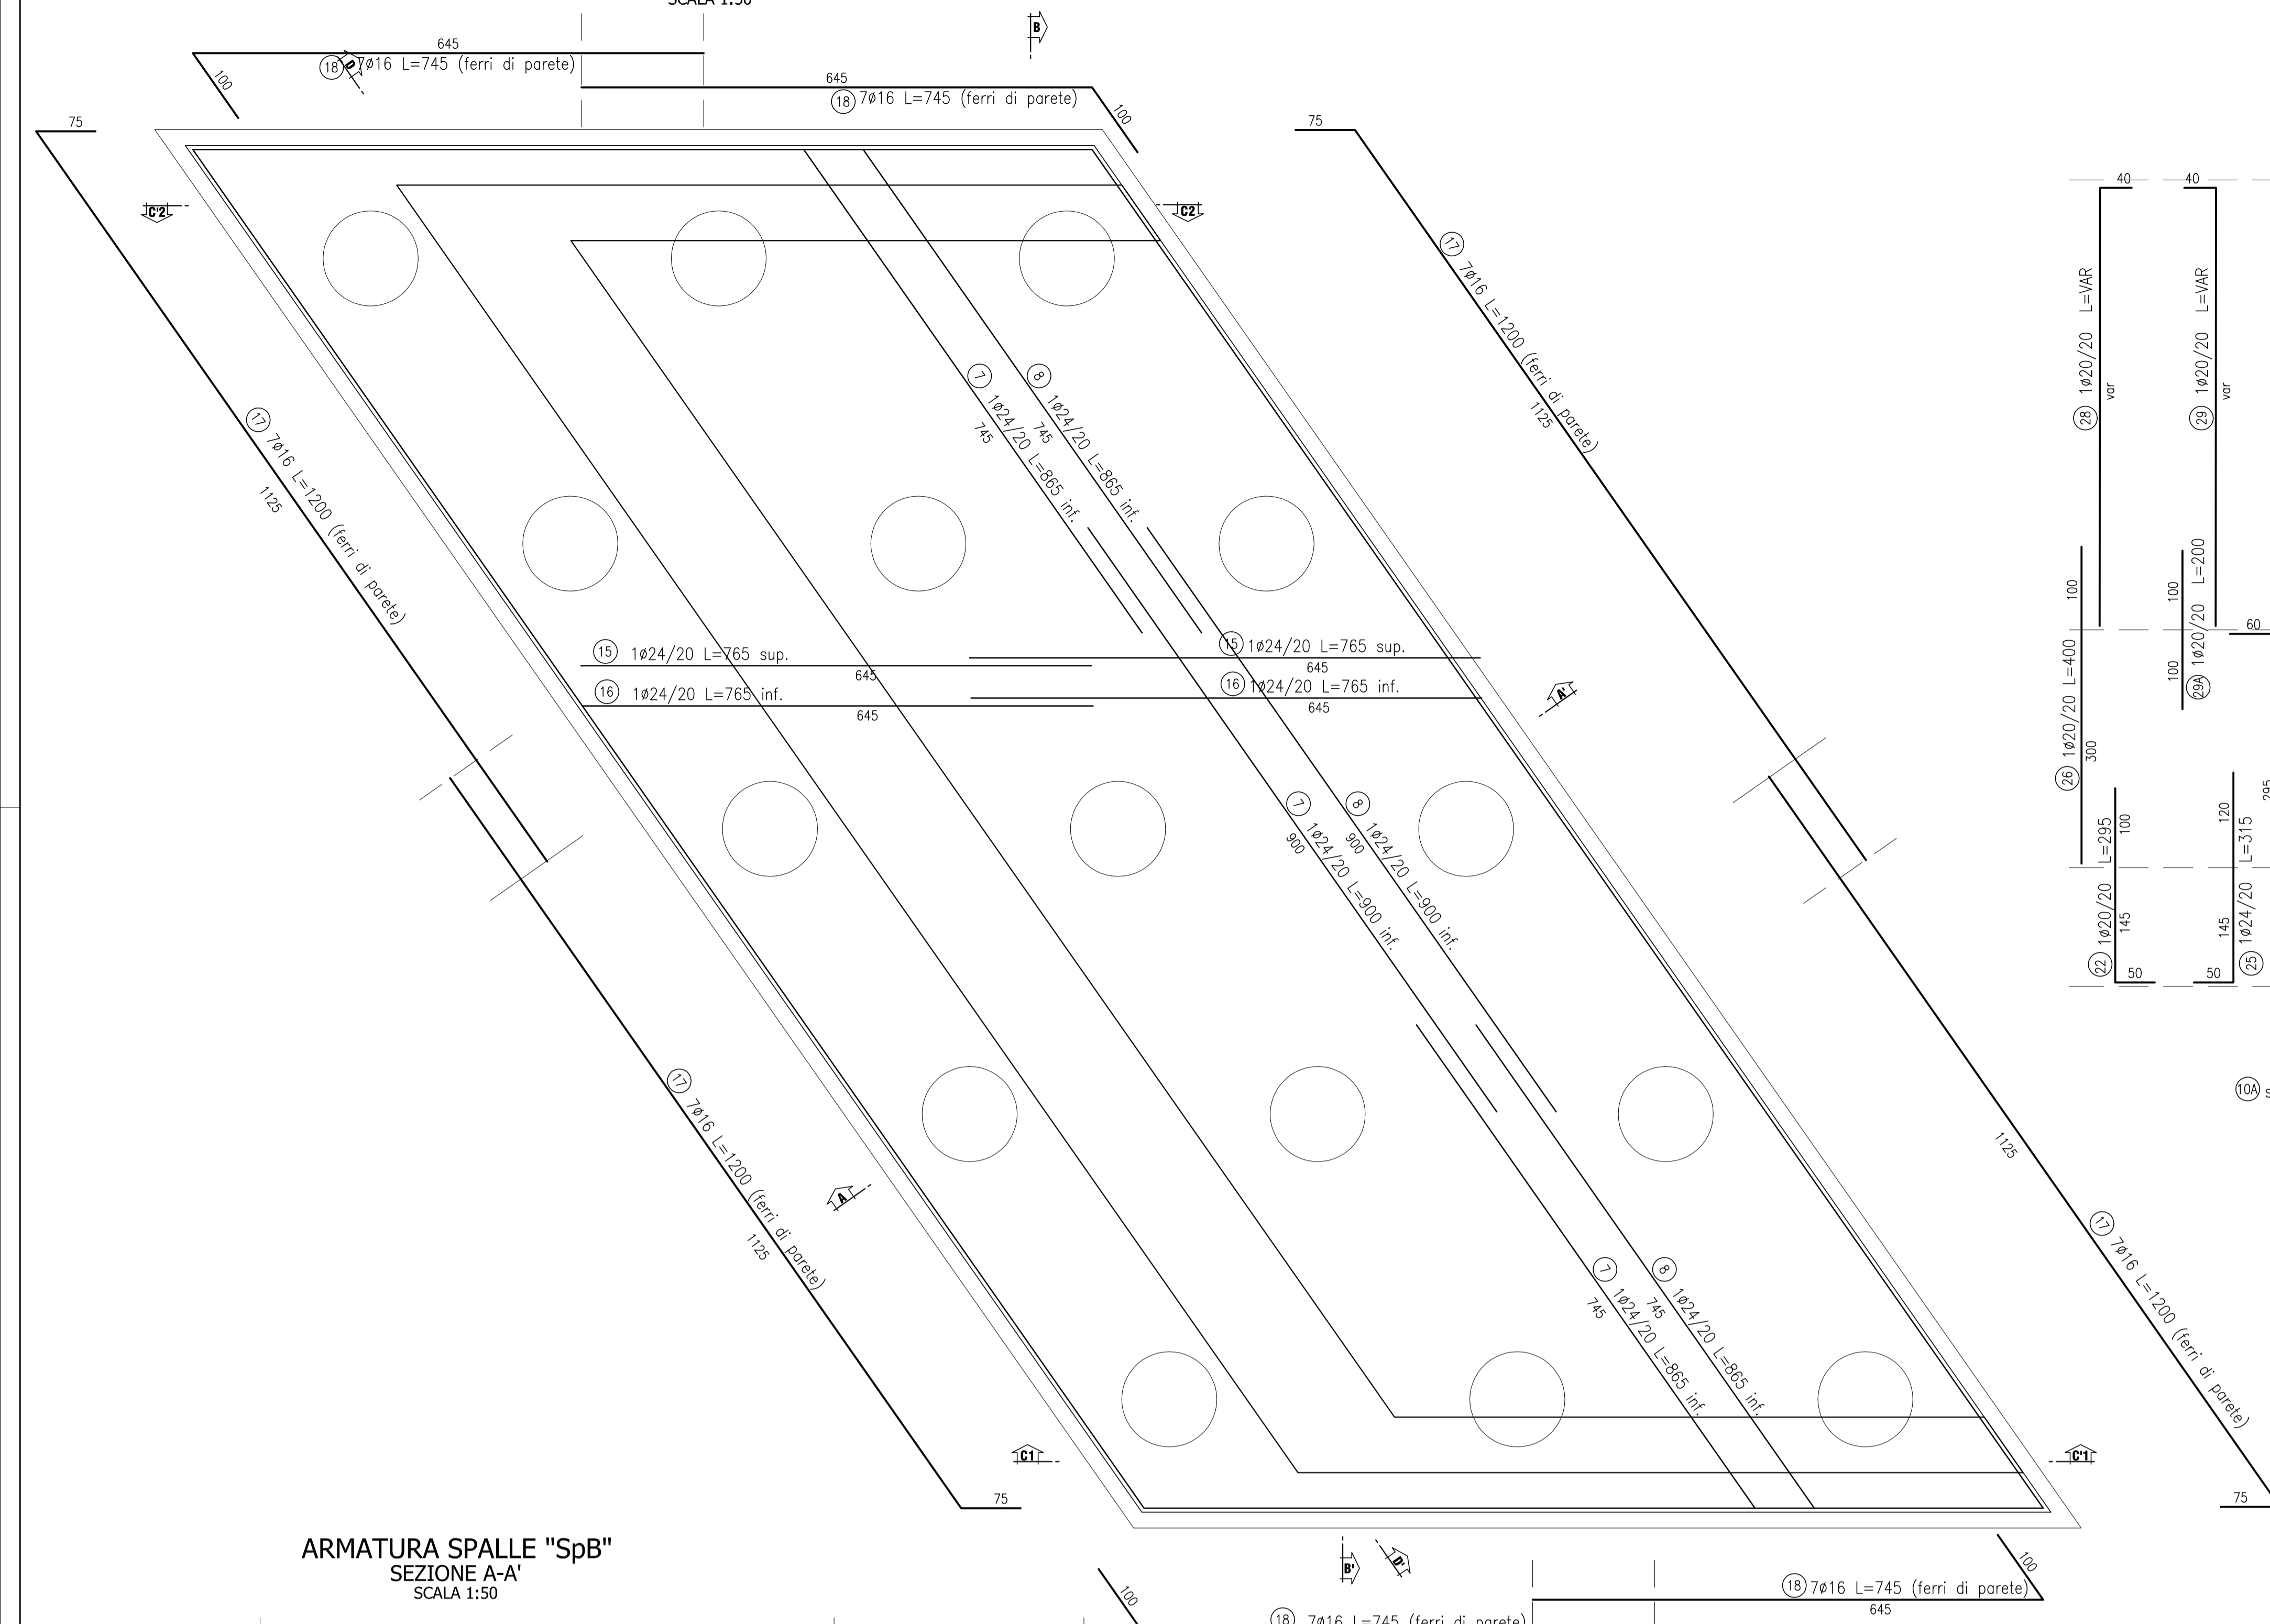 SCALA 1:50
B
645
18 7ø16 L=745 (ferri di parete)
D
100
645
18 7ø16 L=745 (ferri di parete)
100
75
75
C'2
C2
17 7ø16 L=1200 (ferri di parete)
1125
17 7ø16 L=1200 (ferri di parete)
1125
7 1ø24/20 L=865 inf.
745
8 1ø24/20 L=865 inf.
745
15 1ø24/20 L=765 sup.
645
15 1ø24/20 L=765 sup.
645
16 1ø24/20 L=765 inf.
645
16 1ø24/20 L=765 inf.
645
A'
7 1ø24/20 L=900 inf.
900
8 1ø24/20 L=900 inf.
900
17 7ø16 L=1200 (ferri di parete)
1125
A
1125
17 7ø16 L=1200 (ferri di parete)
7 1ø24/20 L=865 inf.
745
8 1ø24/20 L=865 inf.
745
C1
C'1
75
75
40
40
28 1ø20/20 L=VAR
var
29 1ø20/20 L=VAR
var
26 1ø20/20 L=400
100
300
29A 1ø20/20 L=200
100
100
60
295
22 1ø20/20 L=295
100
145
50
25 1ø24/20 L=315
120
145
50
10A
ARMATURA SPALLE "SpB"
SEZIONE A-A'
SCALA 1:50
B'
D'
100
100
18 7ø16 L=745 (ferri di parete)
645
18 7ø16 L=745 (ferri di parete)